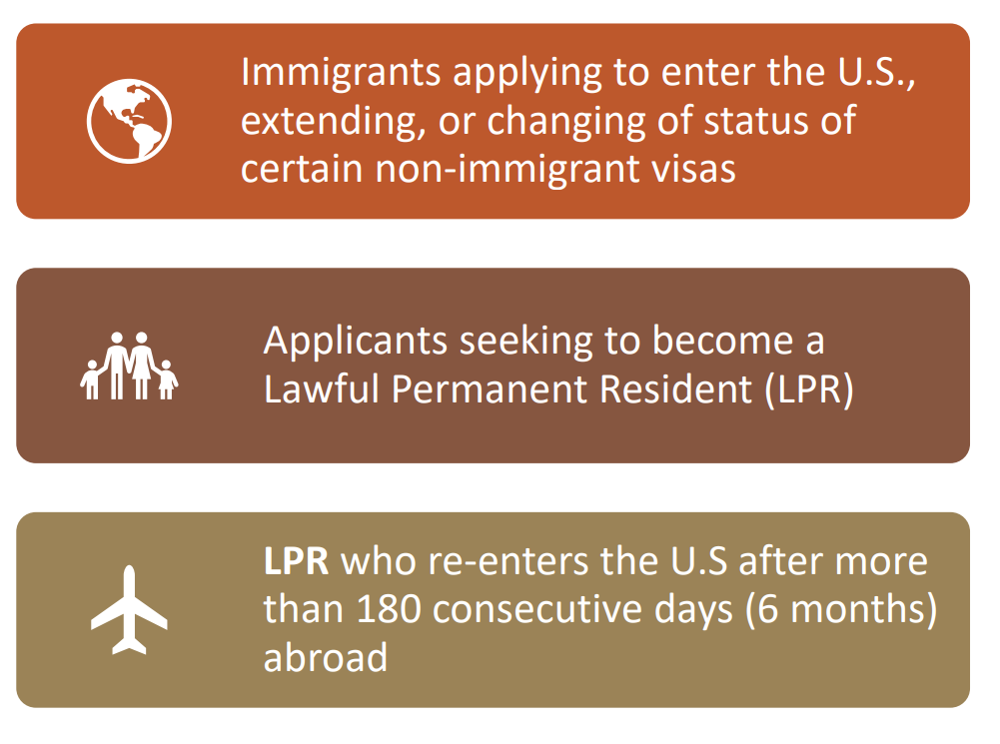 Immigrants applying to enter the U.S.,
extending, or changing of status of
certain non-immigrant visas
Applicants seeking to become a
Lawful Permanent Resident (LPR)
LPR who re-enters the U.S after more
than 180 consecutive days (6 months)
abroad